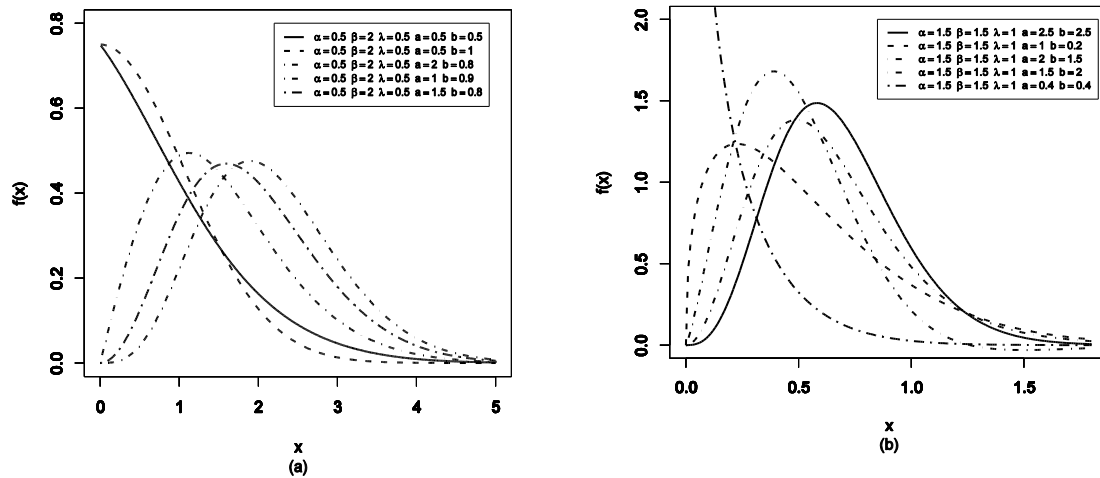 0.8
0.6
0.4
0.2
0.0
f(x)
α=0.5 β=2 λ=0.5 a=0.5 b=0.5
α=0.5 β=2 λ=0.5 a=0.5 b=1
α=0.5 β=2 λ=0.5 a=2 b=0.8
α=0.5 β=2 λ=0.5 a=1 b=0.9
α=0.5 β=2 λ=0.5 a=1.5 b=0.8
0 1 2 3 4 5
x
(a)
2.0
1.5
1.0
0.5
0.0
f(x)
α=1.5 β=1.5 λ=1 a=2.5 b=2.5
α=1.5 β=1.5 λ=1 a=1 b=0.2
α=1.5 β=1.5 λ=1 a=2 b=1.5
α=1.5 β=1.5 λ=1 a=1.5 b=2
α=1.5 β=1.5 λ=1 a=0.4 b=0.4
0.0 0.5 1.0 1.5
x
(b)